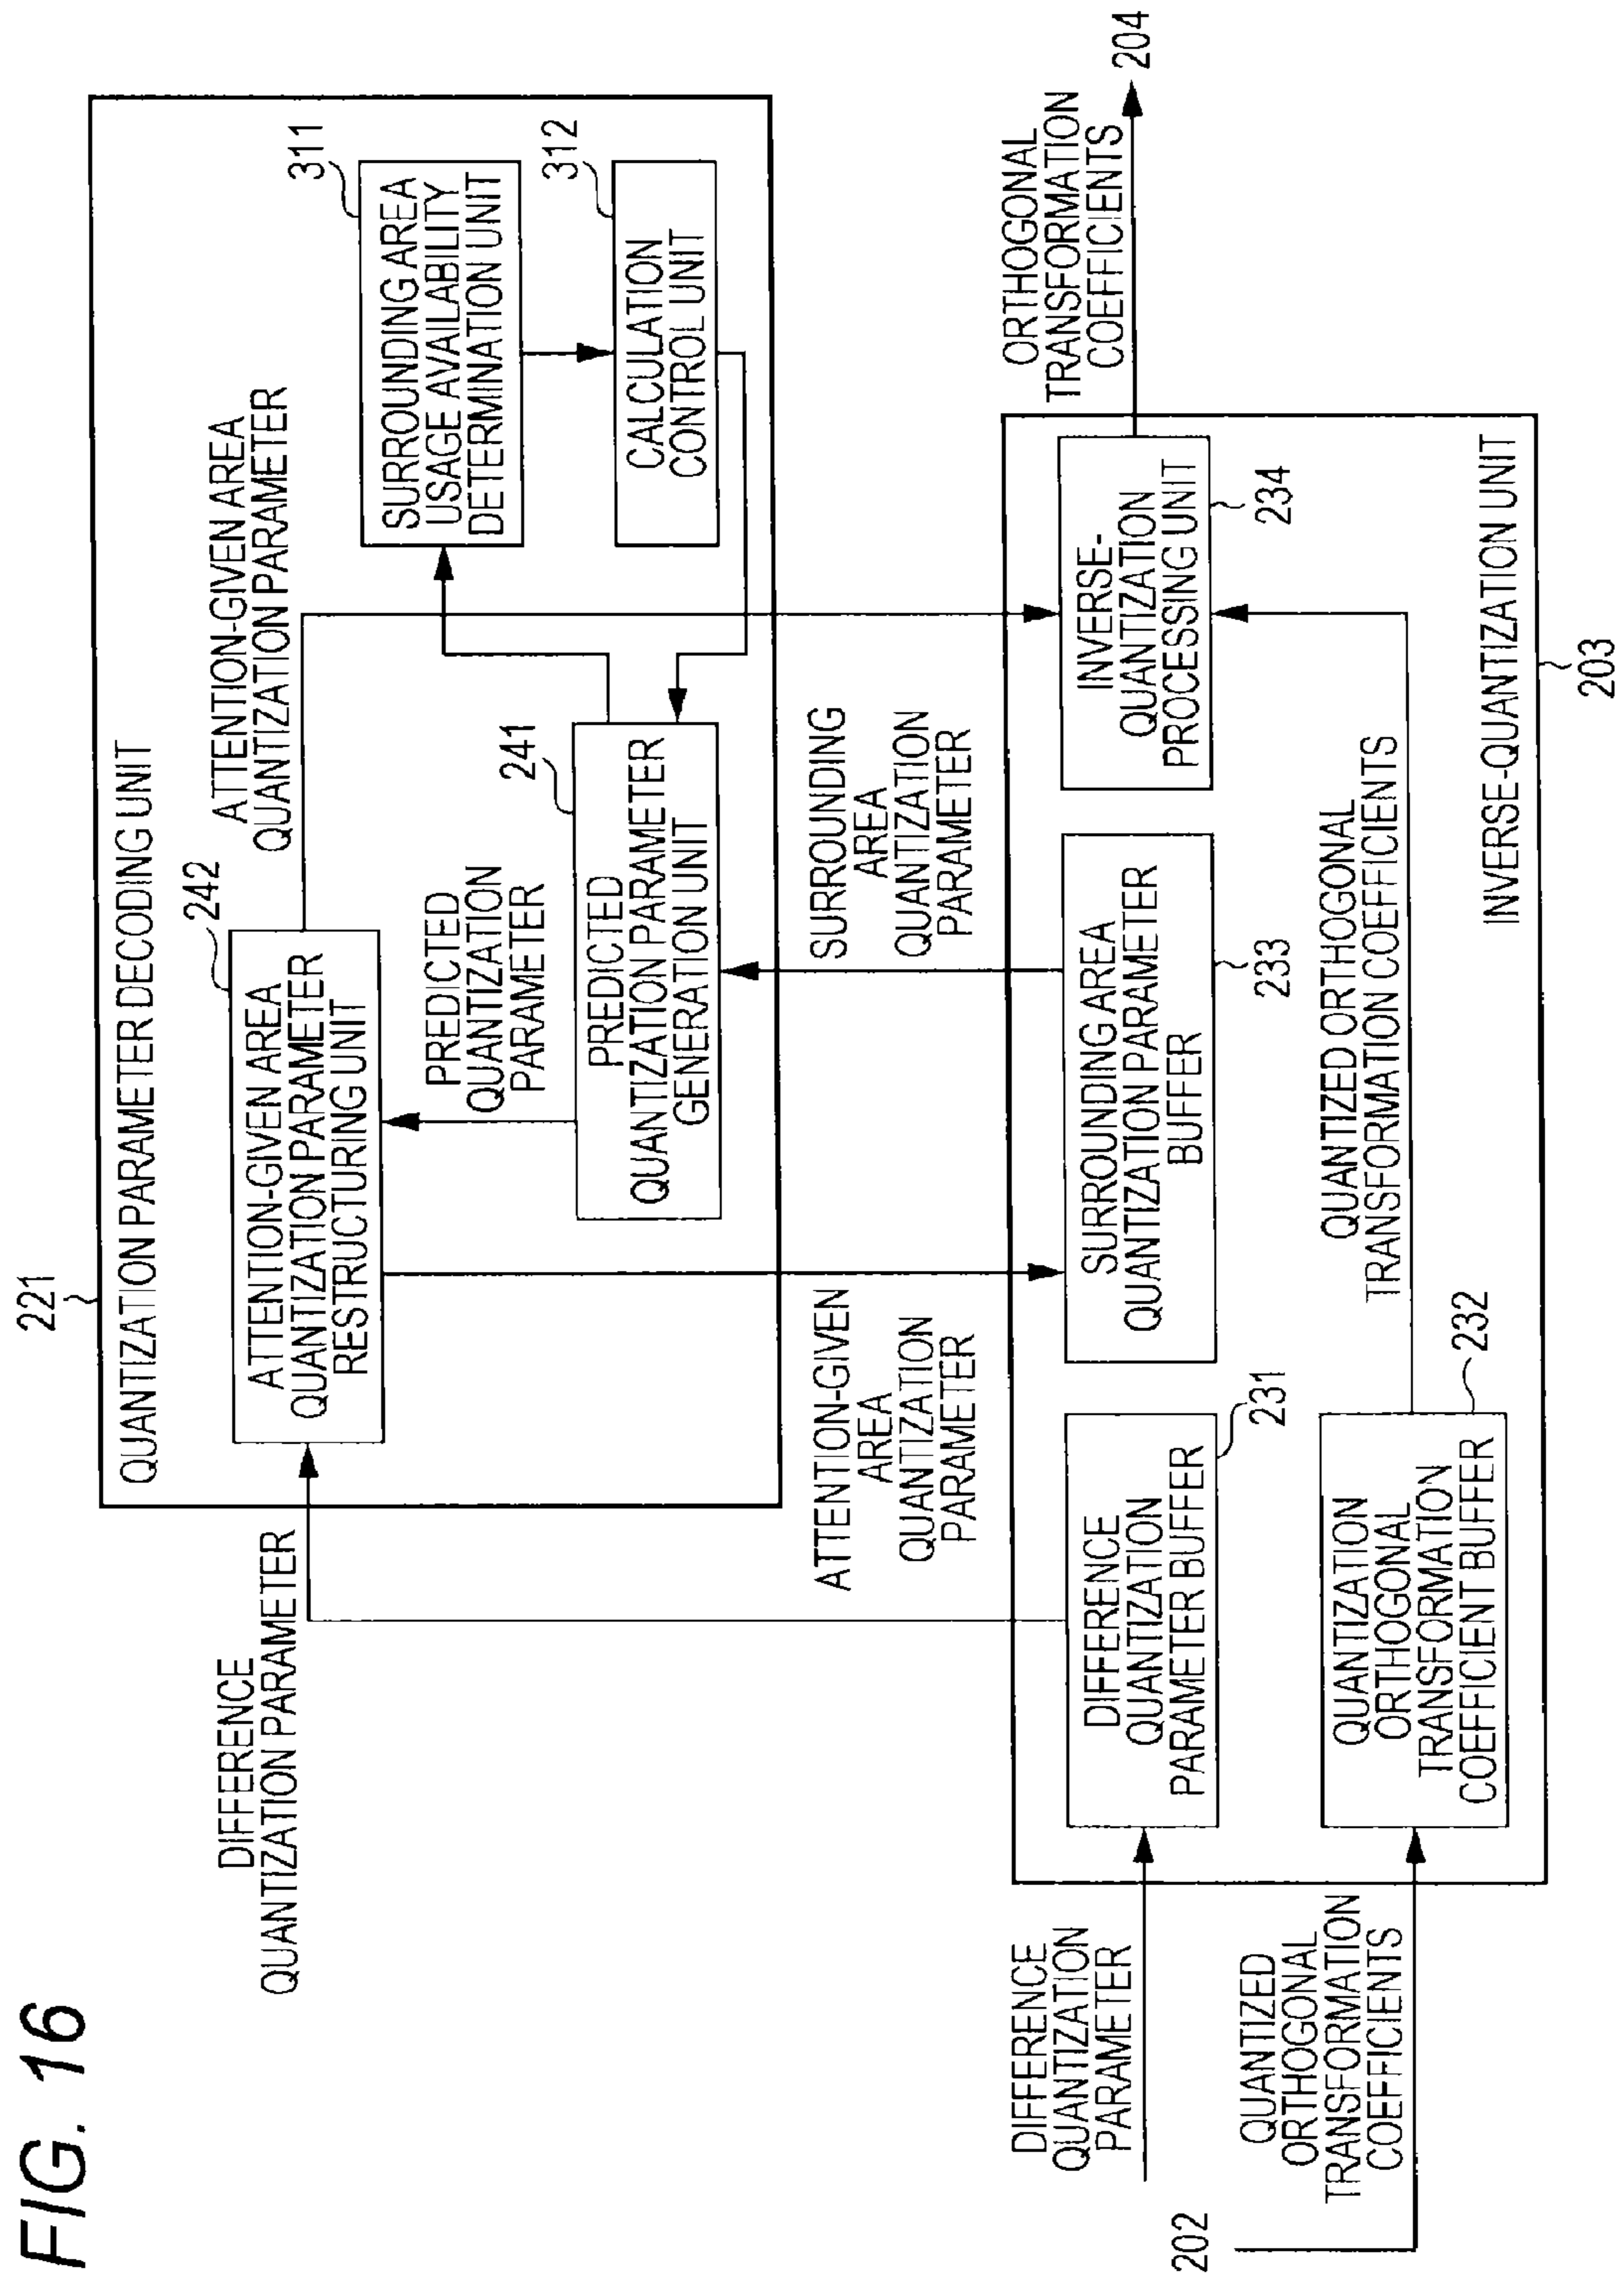 FIG. 16
221
QUANTIZATION PARAMETER DECODING UNIT
DIFFERENCE
QUANTIZATION PARAMETER
242
ATTENTION-GIVEN AREA
QUANTIZATION PARAMETER
RESTRUCTURING UNIT
ATTENTION-GIVEN AREA
QUANTIZATION PARAMETER
PREDICTED
QUANTIZATION
PARAMETER
241
PREDICTED
QUANTIZATION PARAMETER
GENERATION UNIT
311
SURROUNDING AREA
USAGE AVAILABILITY
DETERMINATION UNIT
312
CALCULATION
CONTROL UNIT
ATTENTION-GIVEN
AREA
QUANTIZATION
PARAMETER
SURROUNDING
AREA
QUANTIZATION
PARAMETER
DIFFERENCE
QUANTIZATION
PARAMETER
DIFFERENCE
QUANTIZATION
PARAMETER BUFFER
231
SURROUNDING AREA
QUANTIZATION PARAMETER
BUFFER
233
INVERSE-
QUANTIZATION
PROCESSING UNIT
234
ORTHOGONAL
TRANSFORMATION
COEFFICIENTS
204
202
QUANTIZED
ORTHOGONAL
TRANSFORMATION
COEFFICIENTS
QUANTIZATION
ORTHOGONAL
TRANSFORMATION
COEFFICIENT BUFFER
232
QUANTIZED ORTHOGONAL
TRANSFORMATION COEFFICIENTS
INVERSE-QUANTIZATION UNIT
203